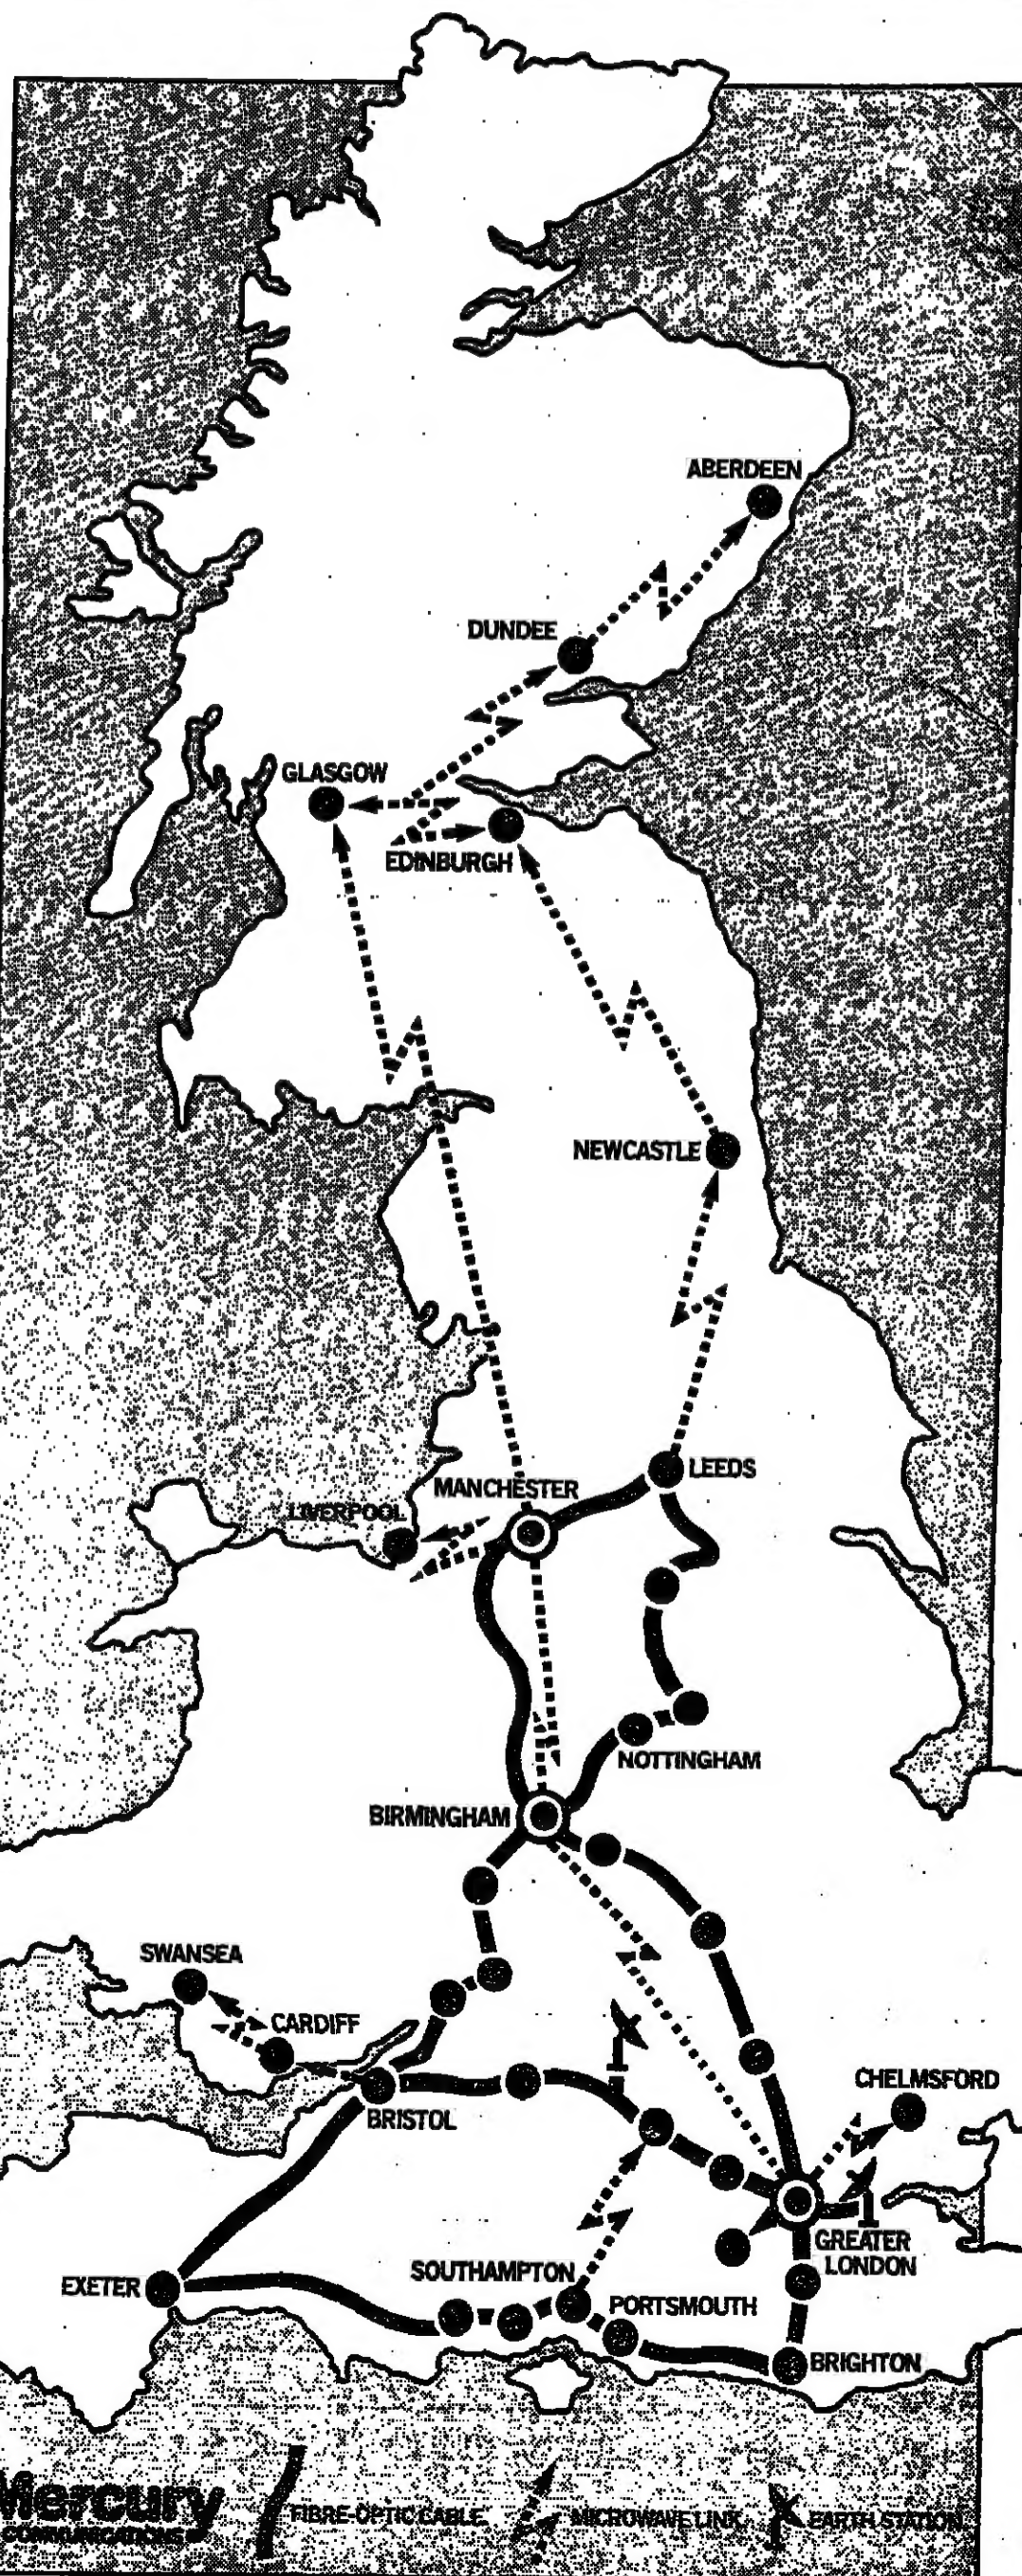 ABERDEEN
DUNDEE
GLASGOW
EDINBURGH
NEWCASTLE
LEEDS
MANCHESTER
LIVERPOOL
NOTTINGHAM
BIRMINGHAM
SWANSEA
CARDIFF
CHELMSFORD
BRISTOL
GREATER
LONDON
SOUTHAMPTON
EXETER
PORTSMOUTH
BRIGHTON
Mercury
COMMUNICATIONS
FIBRE-OPTIC CABLE
MICROWAVE LINK
EARTH STATION